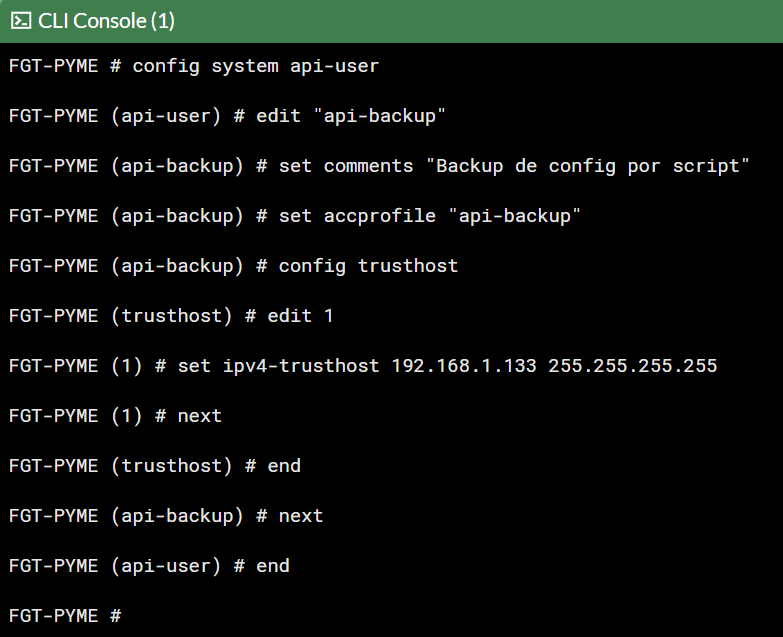 CLI Console (1)
FGT-PYME # config system api-user
FGT-PYME (api-user) # edit "api-backup"
FGT-PYME (api-backup) # set comments "Backup de config por script"
FGT-PYME (api-backup) # set accprofile "api-backup"
FGT-PYME (api-backup) # config trusthost
FGT-PYME (trusthost) # edit 1
FGT-PYME (1) # set ipv4-trusthost 192.168.1.133 255.255.255.255
FGT-PYME (1) # next
FGT-PYME (trusthost) # end
FGT-PYME (api-backup) # next
FGT-PYME (api-user) # end
FGT-PYME #